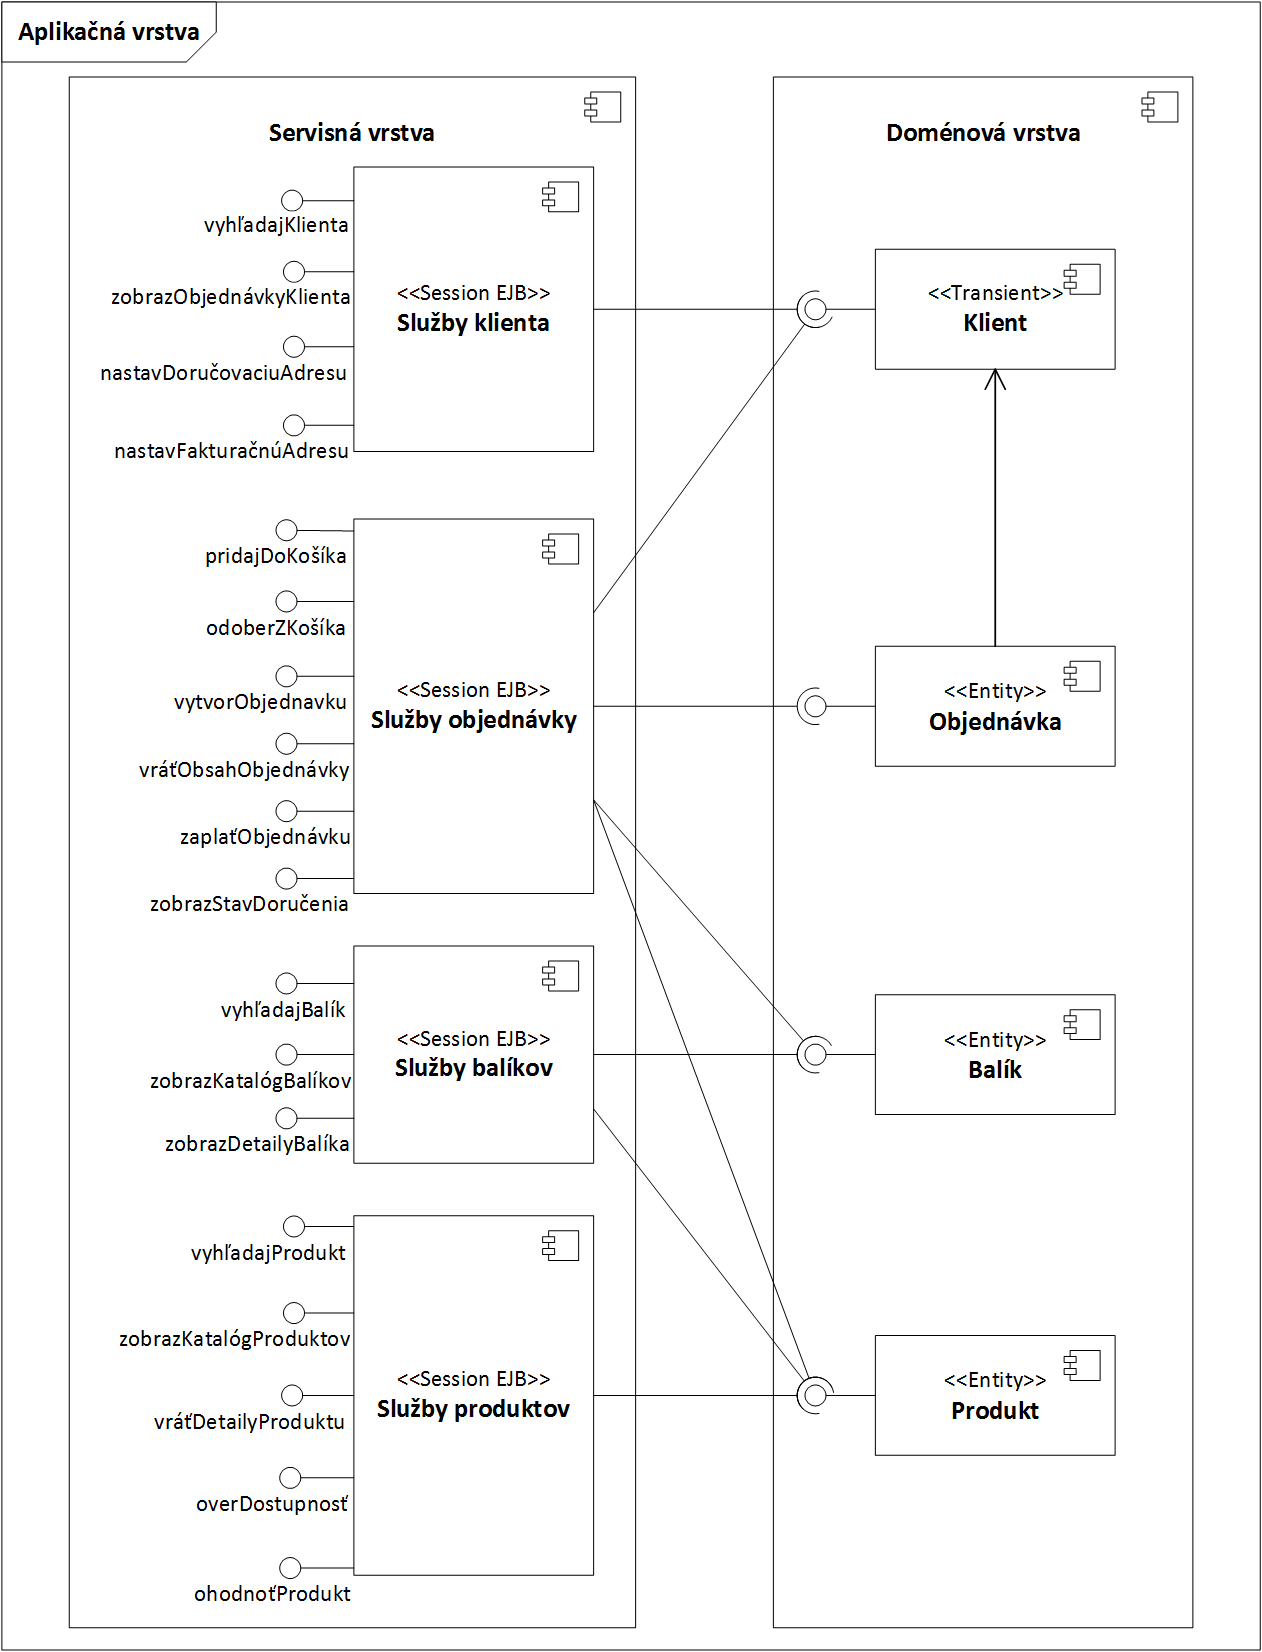 Aplikačná vrstva
Servisná vrstva
vyhľadajKlienta
zobrazObjednávkyKlienta
nastavDoručovaciuAdresu
nastavFakturačnúAdresu
<<Session EJB>>
Služby klienta
pridajDoKošíka
odoberZKošíka
vytvorObjednavku
vráťObsahObjednávky
zaplaťObjednávku
zobrazStavDoručenia
<<Session EJB>>
Služby objednávky
vyhľadajBalík
zobrazKatalógBalíkov
zobrazDetailyBalíka
<<Session EJB>>
Služby balíkov
vyhľadajProdukt
zobrazKatalógProduktov
vráťDetailyProduktu
overDostupnosť
ohodnoťProdukt
<<Session EJB>>
Služby produktov
Doménová vrstva
<<Transient>>
Klient
<<Entity>>
Objednávka
<<Entity>>
Balík
<<Entity>>
Produkt